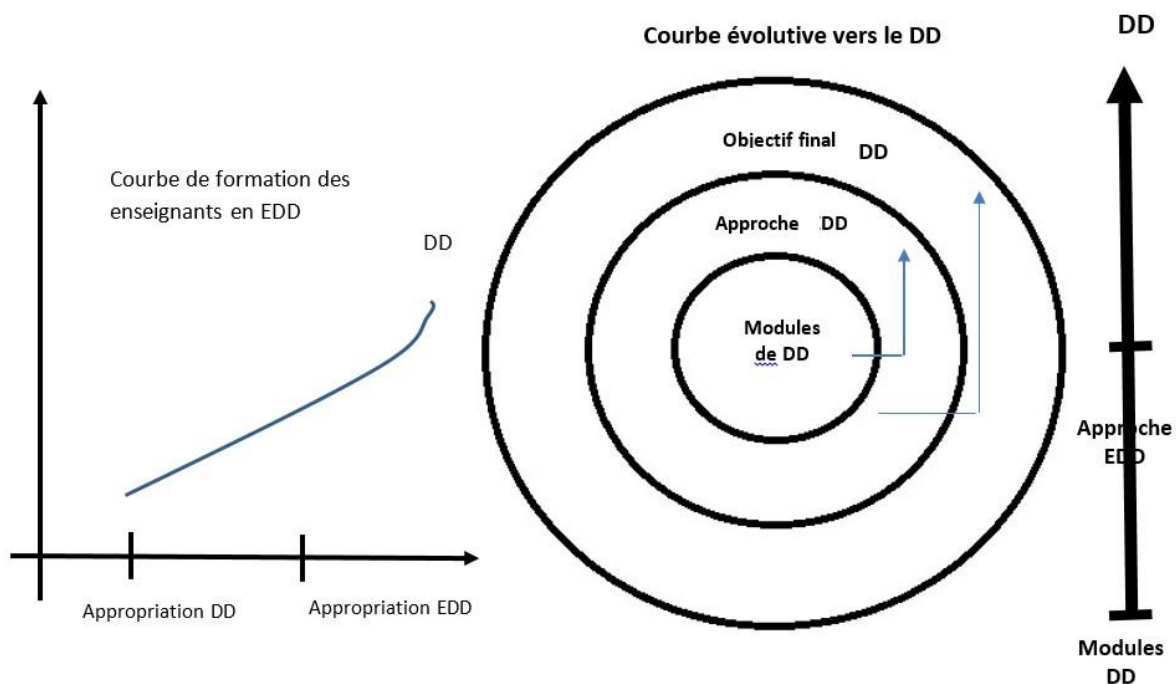 Courbe évolutive vers le DD
DD
Courbe de formation des
enseignants en EDD
DD
Objectif final DD
Approche DD
Modules
de DD
Approche
EDD
Appropriation DD
Appropriation EDD
Modules
DD